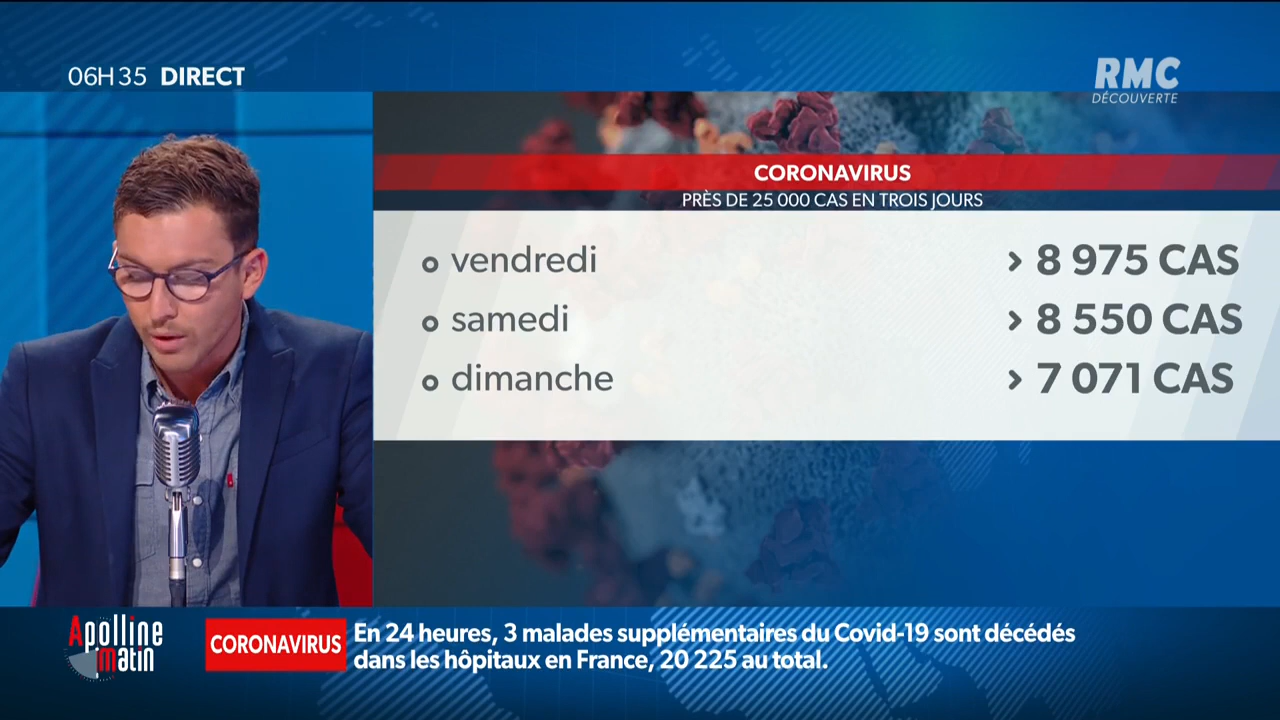 06H35 DIRECT
RMC
DÉCOUVERTE
CORONAVIRUS
PRÈS DE 25 000 CAS EN TROIS JOURS
vendredi > 8 975 CAS
samedi > 8 550 CAS
dimanche > 7 071 CAS
Apolline
Matin
CORONAVIRUS
En 24 heures, 3 malades supplémentaires du Covid-19 sont décédés
dans les hôpitaux en France, 20 225 au total.